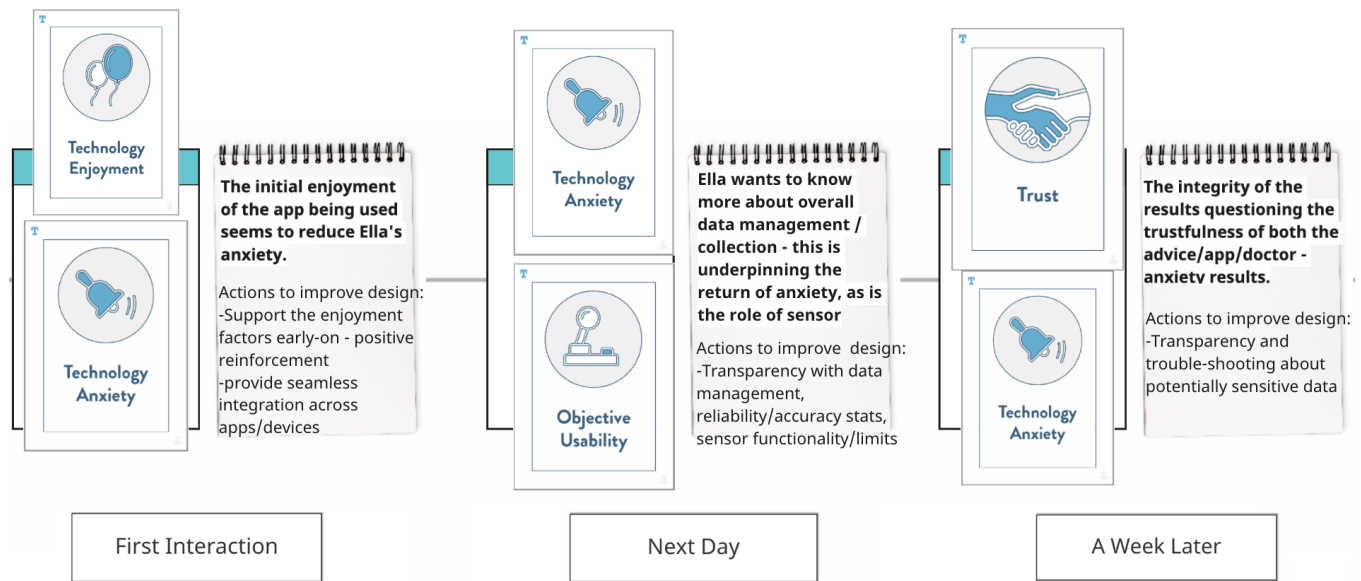 T
Technology
Enjoyment
T
Technology
Anxiety
The initial enjoyment
of the app being used
seems to reduce Ella's
anxiety.
Actions to improve design:
-Support the enjoyment
factors early-on - positive
reinforcement
-provide seamless
integration across
apps/devices
First Interaction
T
Technology
Anxiety
T
Objective
Usability
Ella wants to know
more about overall
data management /
collection - this is
underpinning the
return of anxiety, as is
the role of sensor
Actions to improve  design:
-Transparency with data
management,
reliability/accuracy stats,
sensor functionality/limits
Next Day
T
Trust
T
Technology
Anxiety
The integrity of the
results questioning the
trustfulness of both the
advice/app/doctor -
anxiety results.
Actions to improve design:
-Transparency and
trouble-shooting about
potentially sensitive data
A Week Later